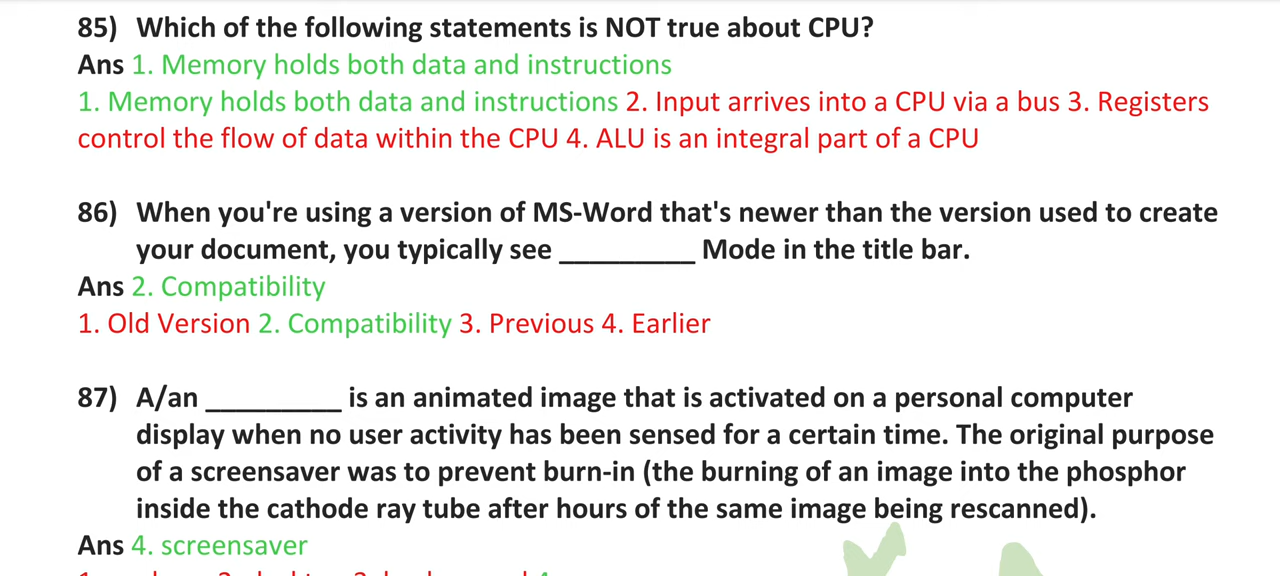 85) Which of the following statements is NOT true about CPU?
Ans 1. Memory holds both data and instructions
1. Memory holds both data and instructions 2. Input arrives into a CPU via a bus 3. Registers
control the flow of data within the CPU 4. ALU is an integral part of a CPU
86) When you're using a version of MS-Word that's newer than the version used to create
your document, you typically see _________ Mode in the title bar.
Ans 2. Compatibility
1. Old Version 2. Compatibility 3. Previous 4. Earlier
87) A/an _________ is an animated image that is activated on a personal computer
display when no user activity has been sensed for a certain time. The original purpose
of a screensaver was to prevent burn-in (the burning of an image into the phosphor
inside the cathode ray tube after hours of the same image being rescanned).
Ans 4. screensaver